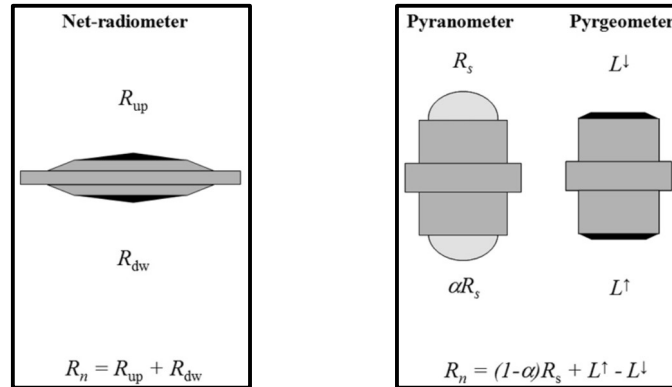 Net-radiometer
R_up
R_dw
R_n = R_up + R_dw
Pyranometer Pyrgeometer
R_s L↓
αR_s L↑
R_n = (1-α)R_s + L↑ - L↓